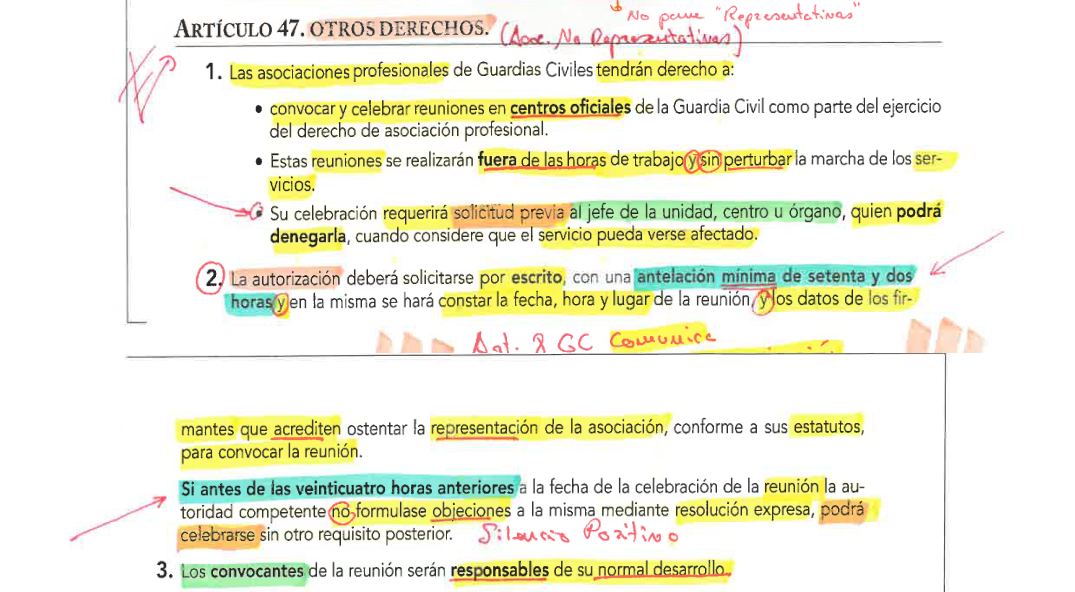 No pone "Representativas"
ARTÍCULO 47. OTROS DERECHOS. (Asoc. No Representativas)
1. Las asociaciones profesionales de Guardias Civiles tendrán derecho a:
• convocar y celebrar reuniones en centros oficiales de la Guardia Civil como parte del ejercicio
del derecho de asociación profesional.
• Estas reuniones se realizarán fuera de las horas de trabajo y sin perturbar la marcha de los ser-
vicios.
• Su celebración requerirá solicitud previa al jefe de la unidad, centro u órgano, quien podrá
denegarla, cuando considere que el servicio pueda verse afectado.
2. La autorización deberá solicitarse por escrito, con una antelación mínima de setenta y dos
horas y en la misma se hará constar la fecha, hora y lugar de la reunión, y los datos de los fir-
GC Comunica
mantes que acrediten ostentar la representación de la asociación, conforme a sus estatutos,
para convocar la reunión.
Si antes de las veinticuatro horas anteriores a la fecha de la celebración de la reunión la au-
toridad competente no formulase objeciones a la misma mediante resolución expresa, podrá
celebrarse sin otro requisito posterior. Silencio Positivo
3. Los convocantes de la reunión serán responsables de su normal desarrollo.